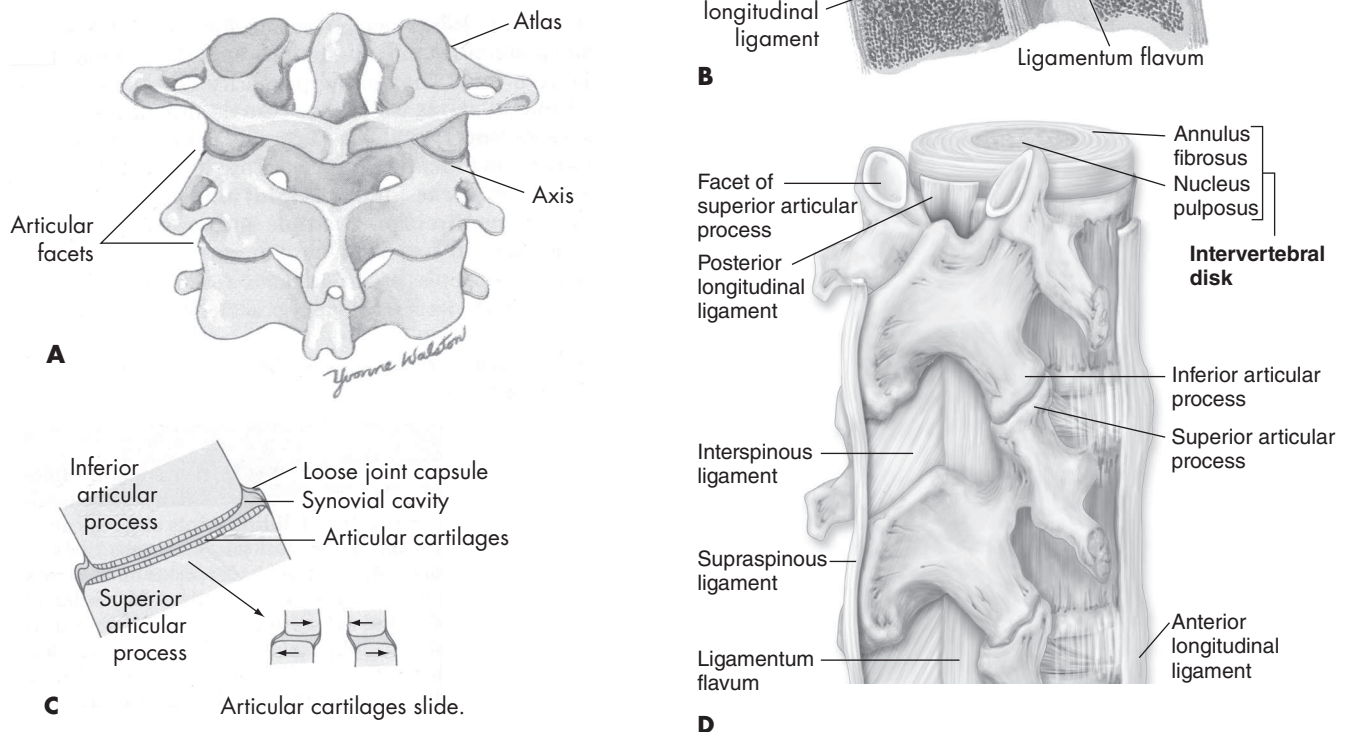 Atlas
Axis
Articular
facets
Yvonne Walston
A
longitudinal
ligament
Ligamentum flavum
B
Inferior
articular
process
Loose joint capsule
Synovial cavity
Articular cartilages
Superior
articular
process
C
Articular cartilages slide.
Annulus
fibrosus
Nucleus
pulposus
Intervertebral
disk
Facet of
superior articular
process
Posterior
longitudinal
ligament
Inferior articular
process
Superior articular
process
Interspinous
ligament
Supraspinous
ligament
Anterior
longitudinal
ligament
Ligamentum
flavum
D